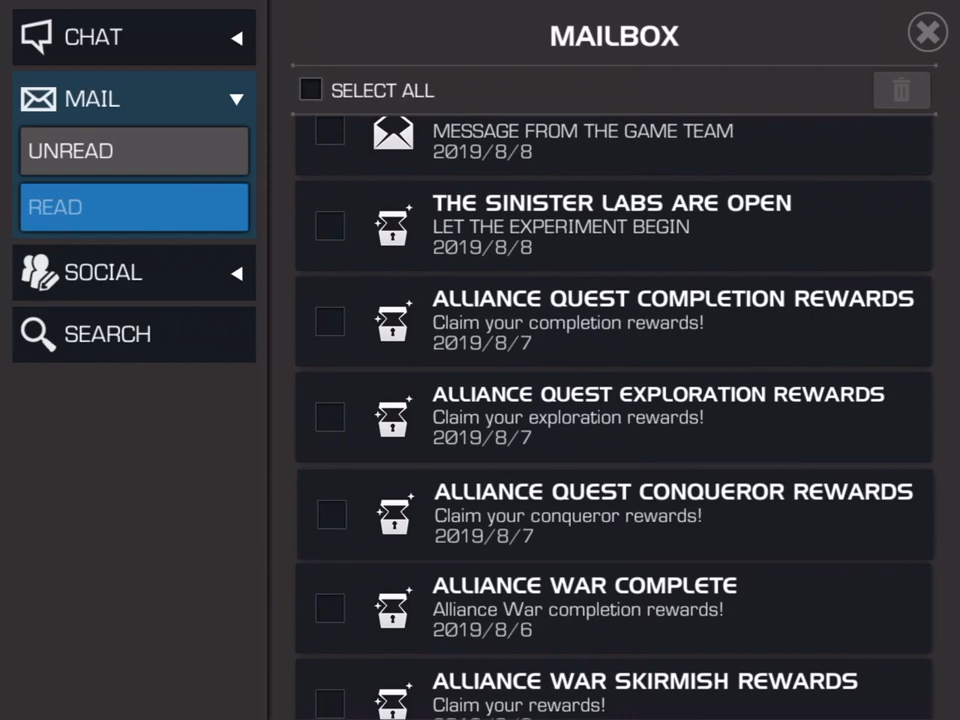 CHAT
MAIL
UNREAD
READ
SOCIAL
SEARCH
MAILBOX
SELECT ALL
MESSAGE FROM THE GAME TEAM
2019/8/8
THE SINISTER LABS ARE OPEN
LET THE EXPERIMENT BEGIN
2019/8/8
ALLIANCE QUEST COMPLETION REWARDS
Claim your completion rewards!
2019/8/7
ALLIANCE QUEST EXPLORATION REWARDS
Claim your exploration rewards!
2019/8/7
ALLIANCE QUEST CONQUEROR REWARDS
Claim your conqueror rewards!
2019/8/7
ALLIANCE WAR COMPLETE
Alliance War completion rewards!
2019/8/6
ALLIANCE WAR SKIRMISH REWARDS
Claim your rewards!